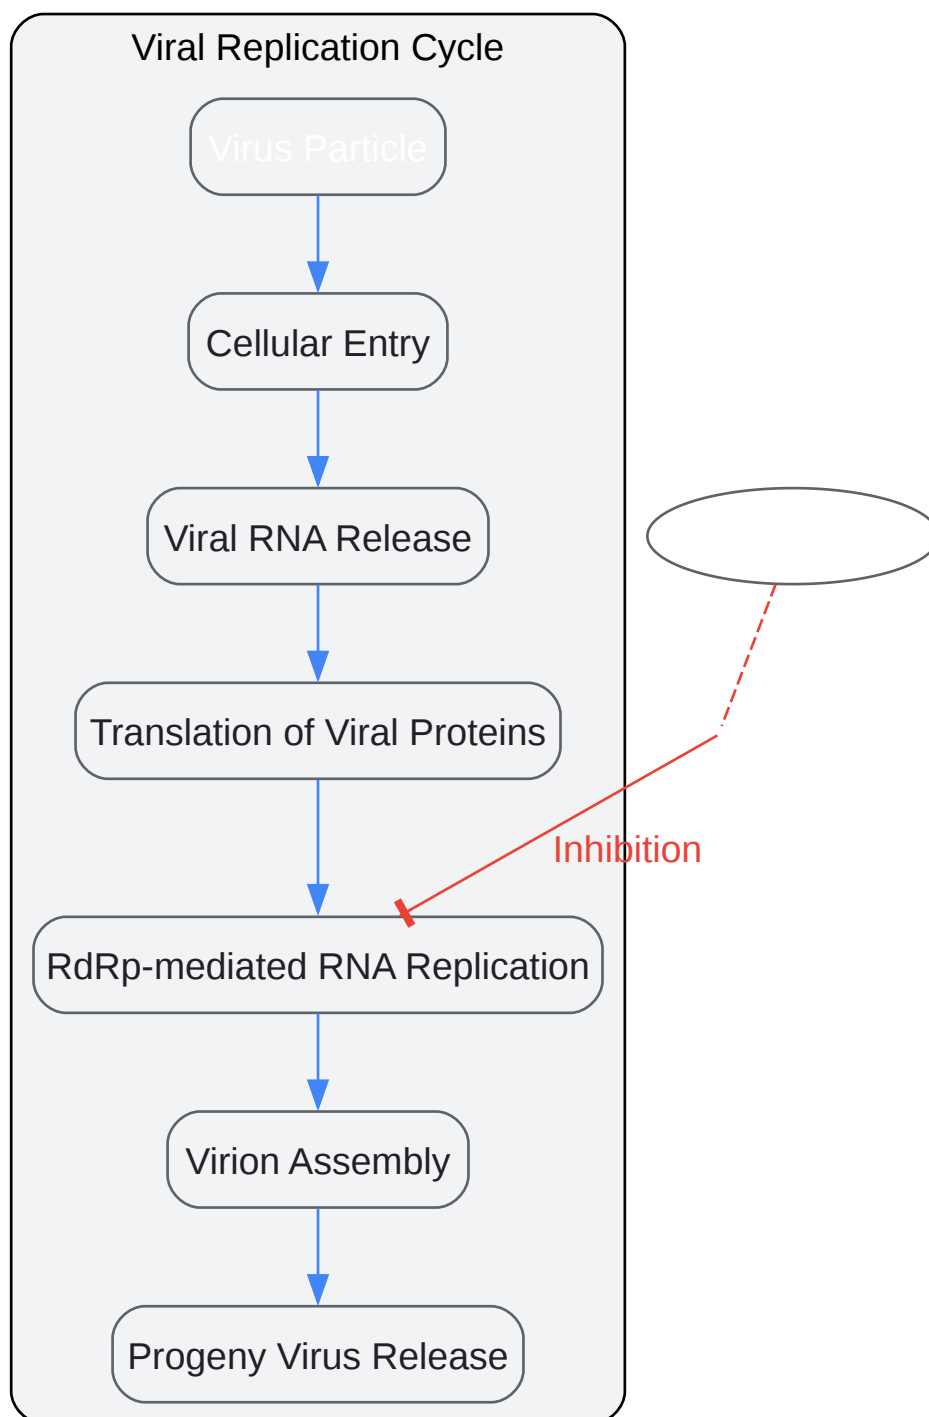 Viral Replication Cycle
Virus Particle
Cellular Entry
Viral RNA Release
Translation of Viral Proteins
Inhibition
RdRp-mediated RNA Replication
Virion Assembly
Progeny Virus Release